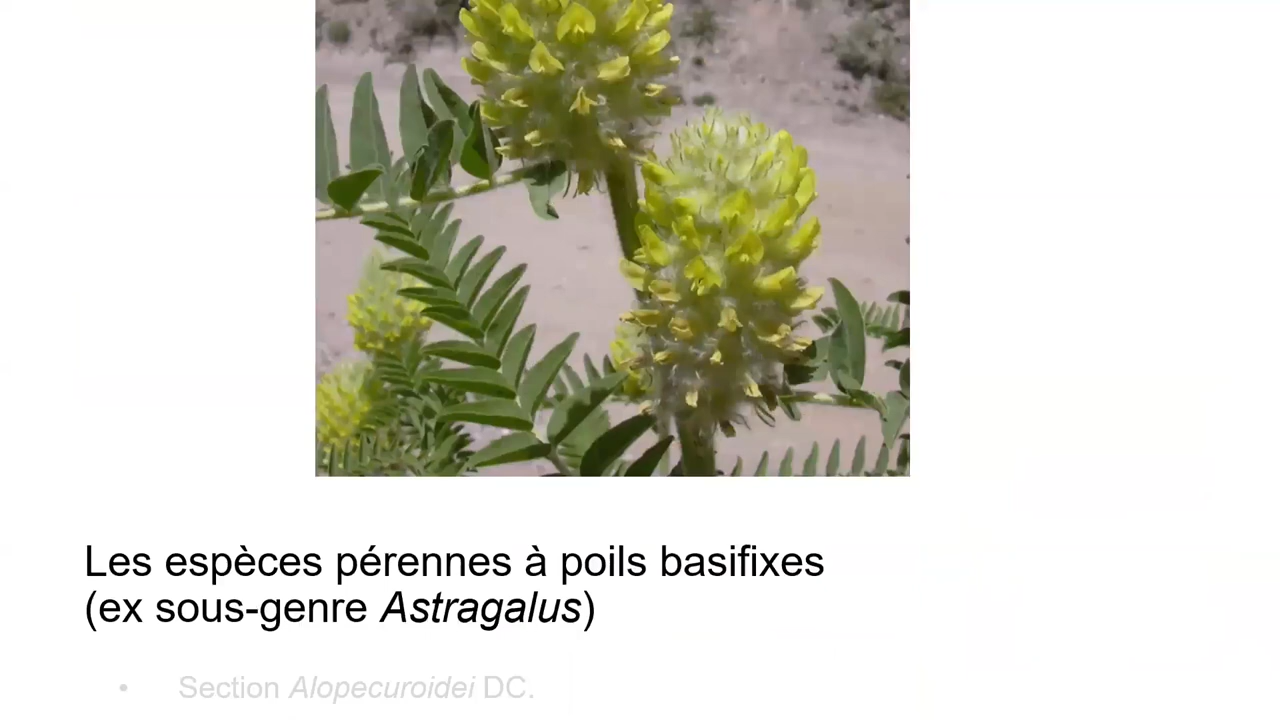 Les espèces pérennes à poils basifixes
(ex sous-genre Astragalus)
• Section Alopecuroidei DC.